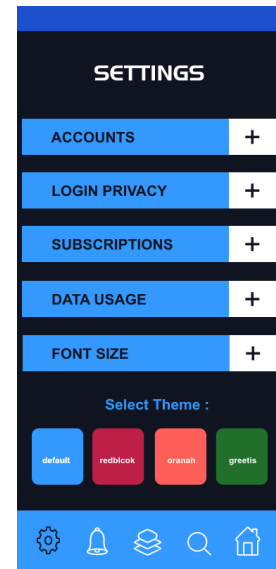 SETTINGS
ACCOUNTS +
LOGIN PRIVACY +
SUBSCRIPTIONS +
DATA USAGE +
FONT SIZE +
Select Theme :
default redblcok oranah greetis